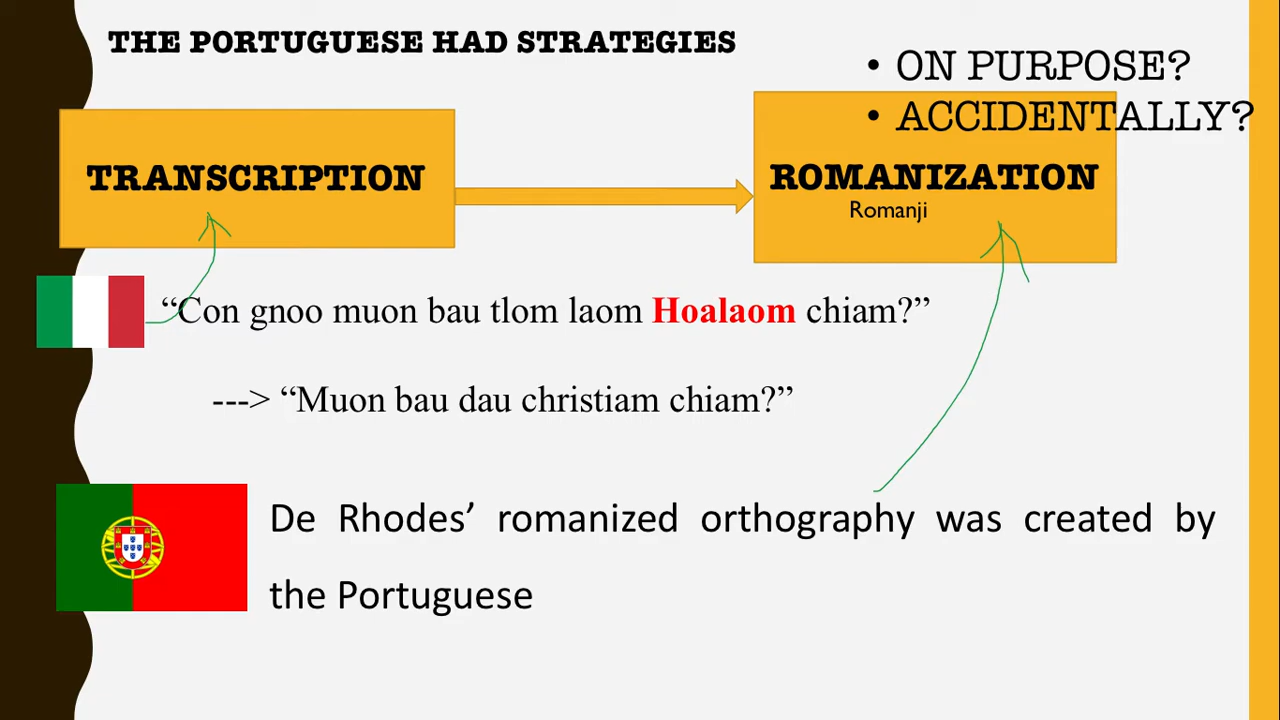 THE PORTUGUESE HAD STRATEGIES
• ON PURPOSE?
• ACCIDENTALLY?
TRANSCRIPTION
ROMANIZATION
Romanji
“Con gnoo muon bau tlom laom Hoalaom chiam?”
---> “Muon bau dau christiam chiam?”
De Rhodes’ romanized orthography was created by
the Portuguese